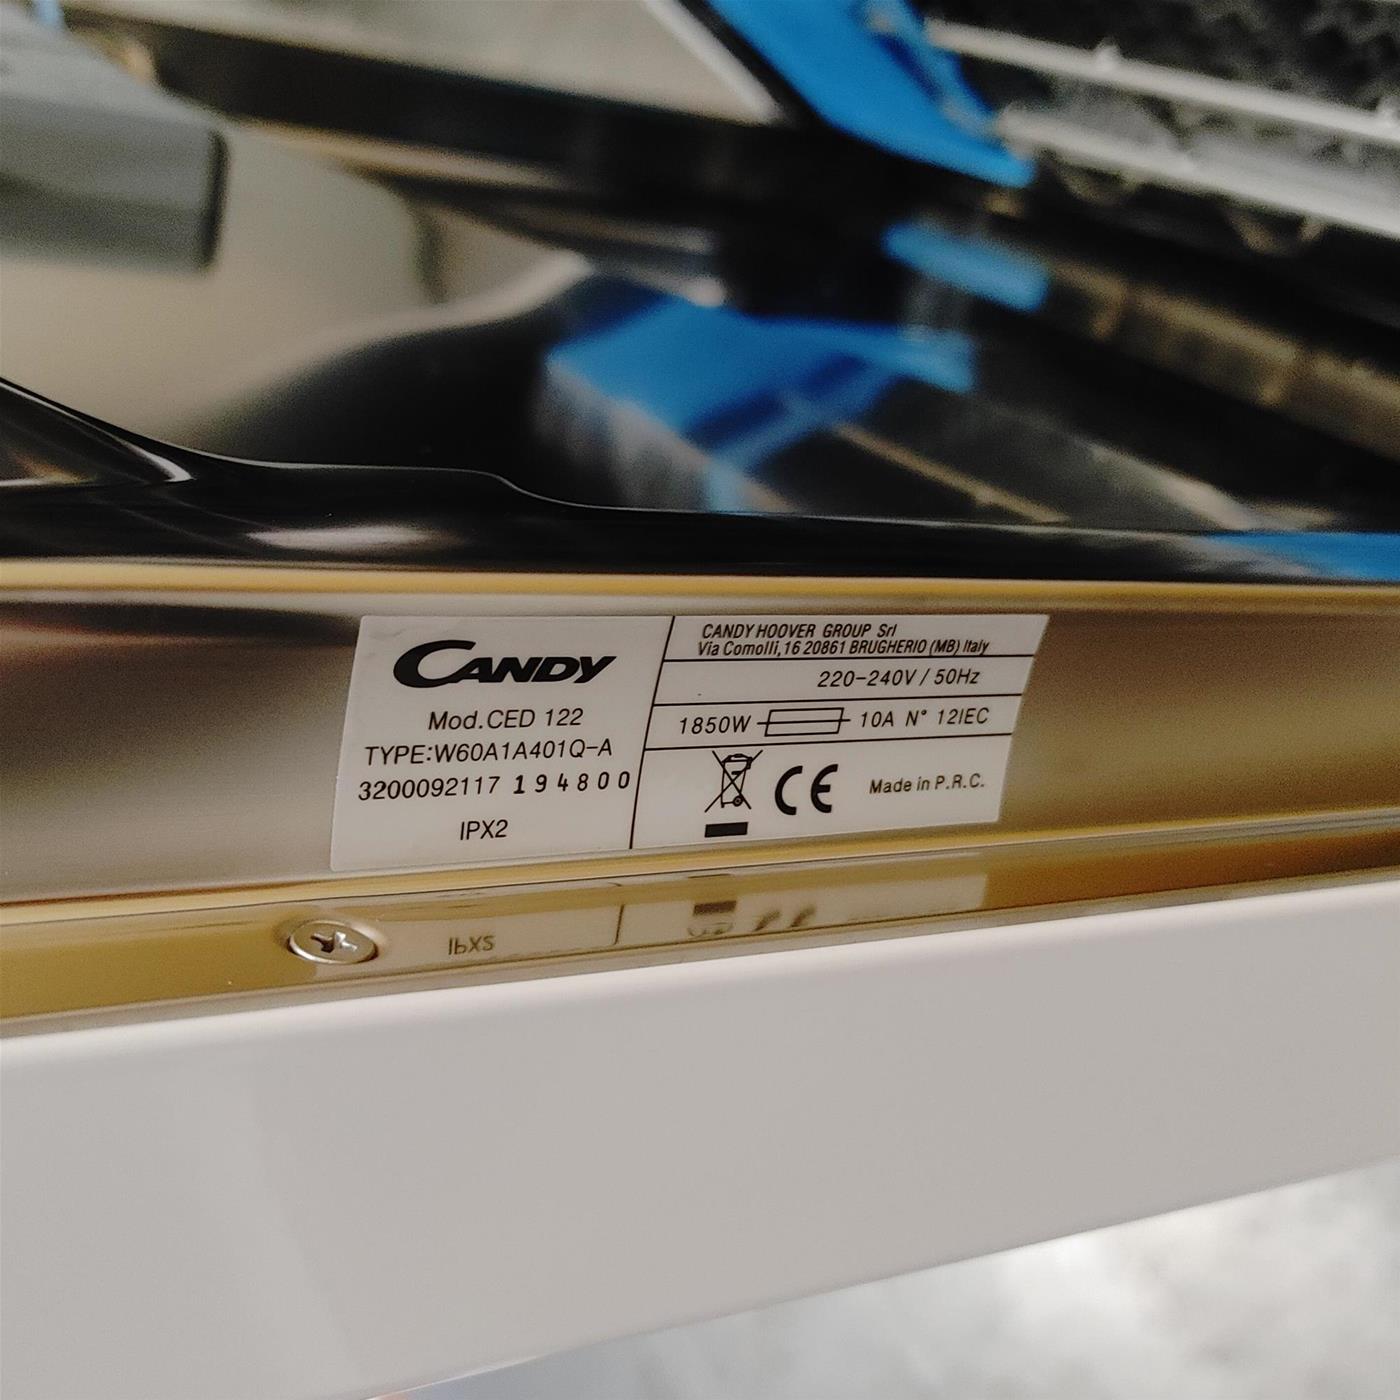 CANDY
Mod.CED 122
TYPE:W60A1A401Q-A
3200092117 194800
IPX2
CANDY HOOVER GROUP Srl
Via Comolli, 16 20861 BRUGHERIO (MB) Italy
220-240V / 50Hz
1850W 10A N° 12IEC
CE Made in P.R.C.